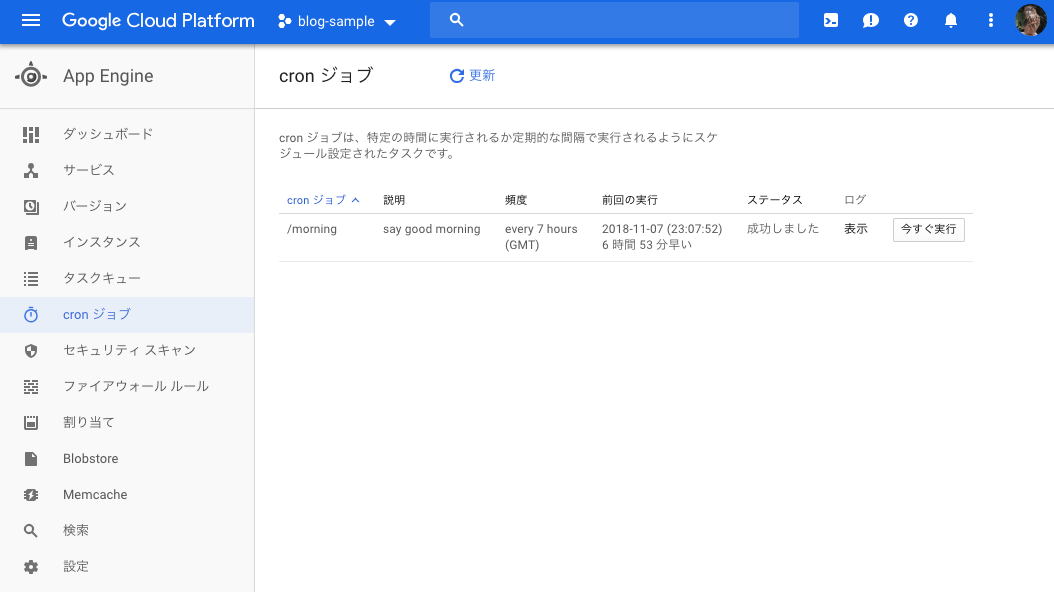 Google Cloud Platform
blog-sample
App Engine
cron ジョブ
更新
ダッシュボード
サービス
バージョン
インスタンス
タスクキュー
cron ジョブ
セキュリティ スキャン
ファイアウォール ルール
割り当て
Blobstore
Memcache
検索
設定
cron ジョブは、特定の時間に実行されるか定期的な間隔で実行されるようにスケ
ジュール設定されたタスクです。
cron ジョブ 説明 頻度 前回の実行 ステータス ログ
/morning say good morning every 7 hours 2018-11-07 (23:07:52) 成功しました 表示 今すぐ実行
(GMT) 6 時間 53 分早い